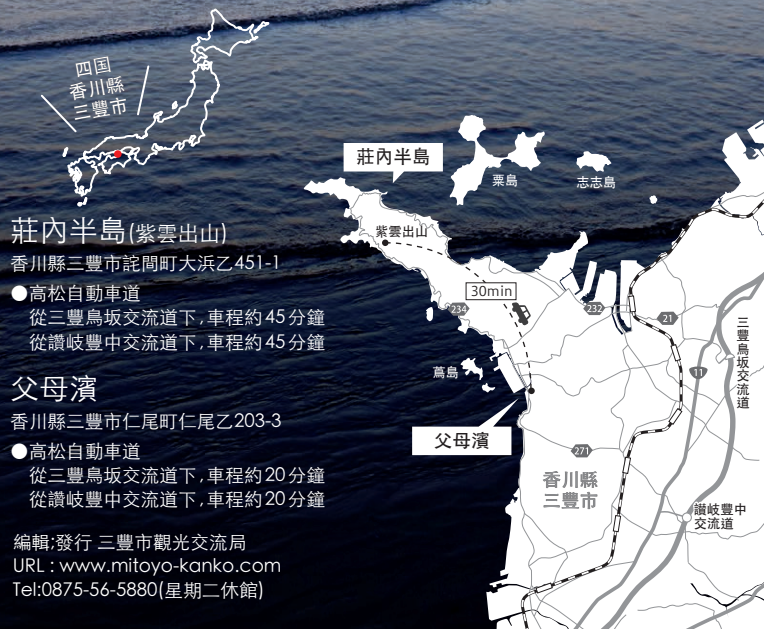 四国
香川縣
三豐市
莊內半島
粟島
志志島
紫雲出山
莊內半島(紫雲出山)
香川縣三豐市詫間町大浜乙451-1
●高松自動車道
從三豐鳥坂交流道下,車程約45分鐘
從讚岐豐中交流道下,車程約45分鐘
30min
234
232
21
11
三豐鳥坂交流道
蔦島
父母濱
父母濱
香川縣三豐市仁尾町仁尾乙203-3
●高松自動車道
從三豐鳥坂交流道下,車程約20分鐘
從讚岐豐中交流道下,車程約20分鐘
271
香川縣
三豐市
讃岐豐中
交流道
編輯;發行 三豐市觀光交流局
URL : www.mitoyo-kanko.com
Tel:0875-56-5880(星期二休館)